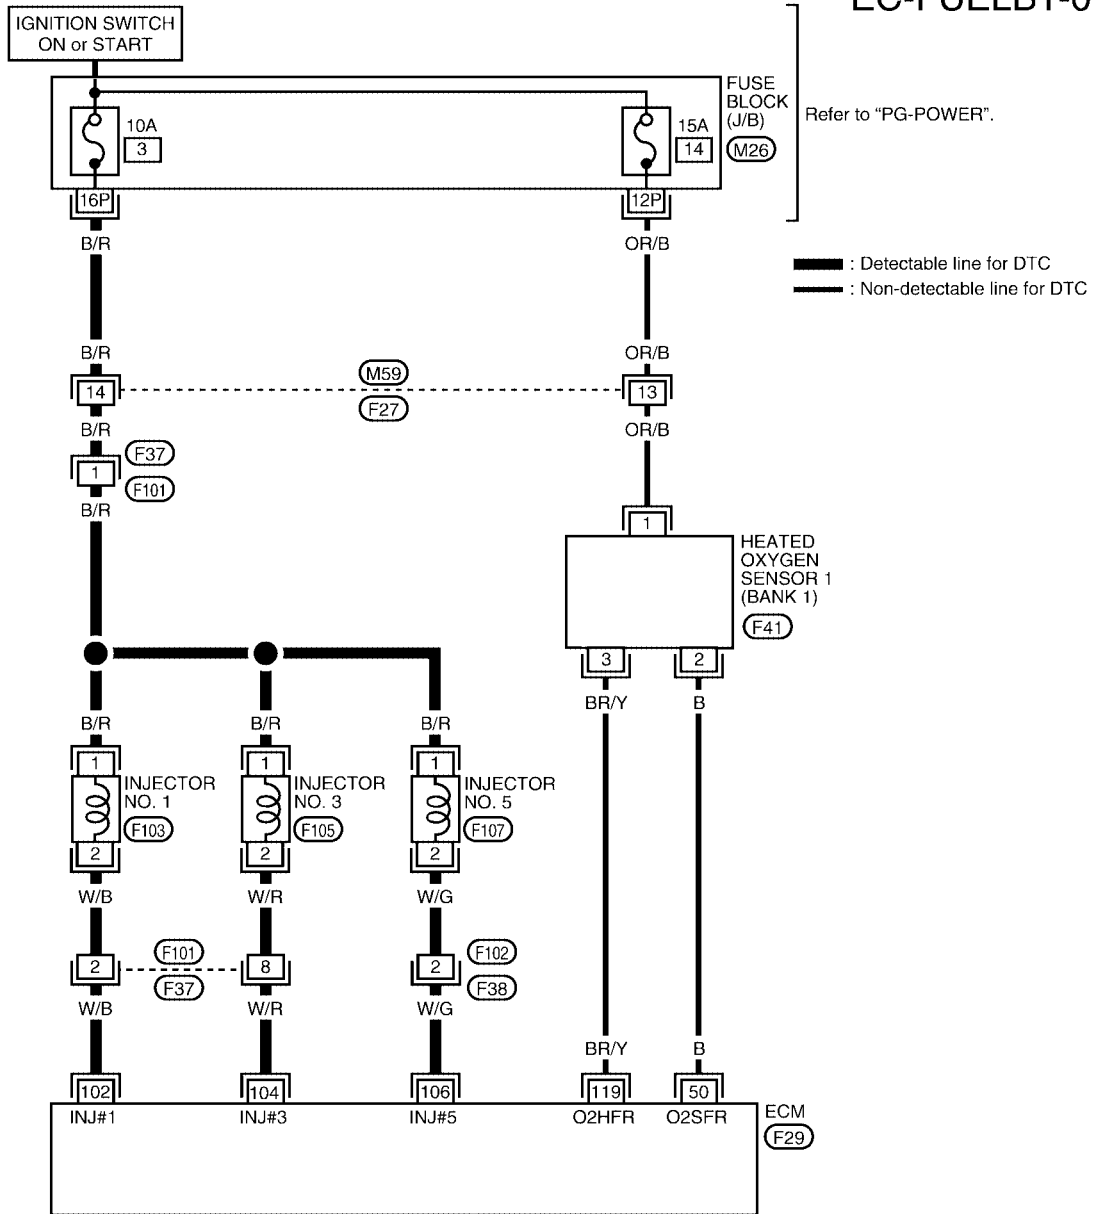 IGNITION SWITCH
ON or START
FUSE
BLOCK
(J/B)
M26
Refer to “PG-POWER”.
10A
3
15A
14
16P
12P
B/R
OR/B
: Detectable line for DTC
: Non-detectable line for DTC
B/R
OR/B
M59
14
13
F27
B/R
OR/B
F37
1
F101
B/R
1
HEATED
OXYGEN
SENSOR 1
(BANK 1)
F41
3
2
BR/Y
B
B/R
B/R
B/R
1
1
1
INJECTOR
NO. 1
F103
INJECTOR
NO. 3
F105
INJECTOR
NO. 5
F107
2
2
2
W/B
W/R
W/G
F101
F102
2
8
2
F37
F38
W/B
W/R
W/G
BR/Y
B
102
104
106
119
50
INJ#1
INJ#3
INJ#5
O2HFR
O2SFR
ECM
F29